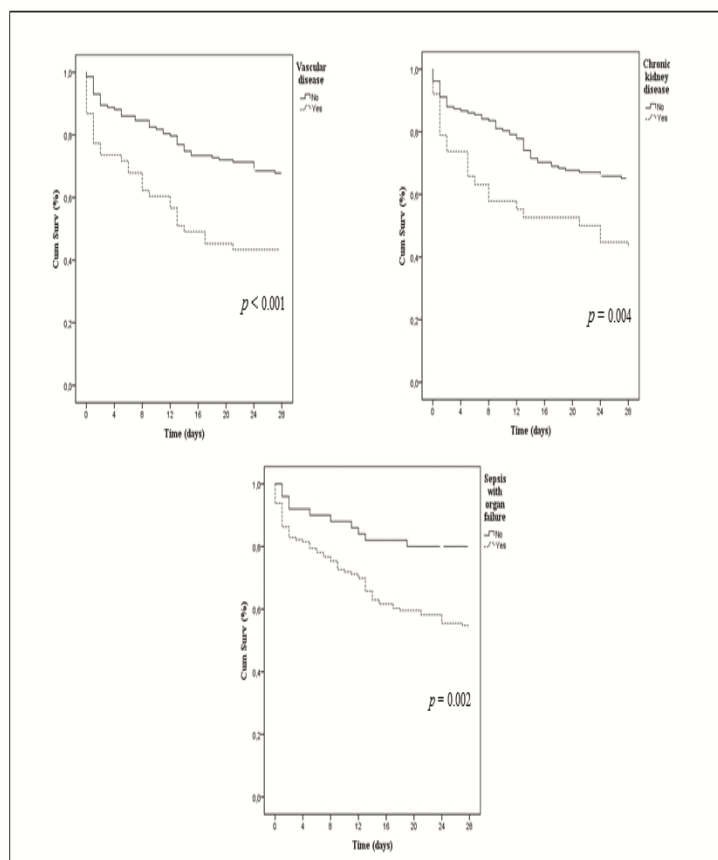 Vascular
disease
No
Yes
1,0
0,8
0,6
0,4
0,2
0,0
Cum Surv (%)
p < 0.001
0 4 8 12 16 20 24 28
Time (days)
Chronic
kidney
disease
No
Yes
1,0
0,8
0,6
0,4
0,2
0,0
Cum Surv (%)
p = 0.004
0 4 8 12 16 20 24 28
Time (days)
Sepsis
with
organ
failure
No
Yes
1,0
0,8
0,6
0,4
0,2
0,0
Cum Surv (%)
p = 0.002
0 4 8 12 16 20 24 28
Time (days)